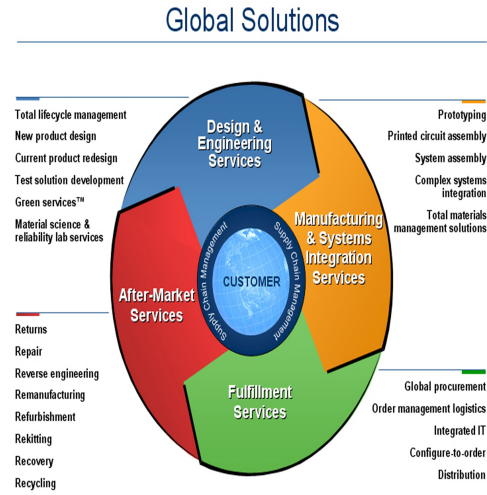 Global Solutions
Total lifecycle management
New product design
Current product redesign
Test solution development
Green services™
Material science &
reliability lab services
Design &
Engineering
Services
Prototyping
Printed circuit assembly
System assembly
Complex systems
integration
Total materials
management solutions
Manufacturing
& Systems
Integration
Services
Supply Chain Management
Supply Chain Management
CUSTOMER
After-Market
Services
Returns
Repair
Reverse engineering
Remanufacturing
Refurbishment
Rekitting
Recovery
Recycling
Fulfillment
Services
Global procurement
Order management logistics
Integrated IT
Configure-to-order
Distribution